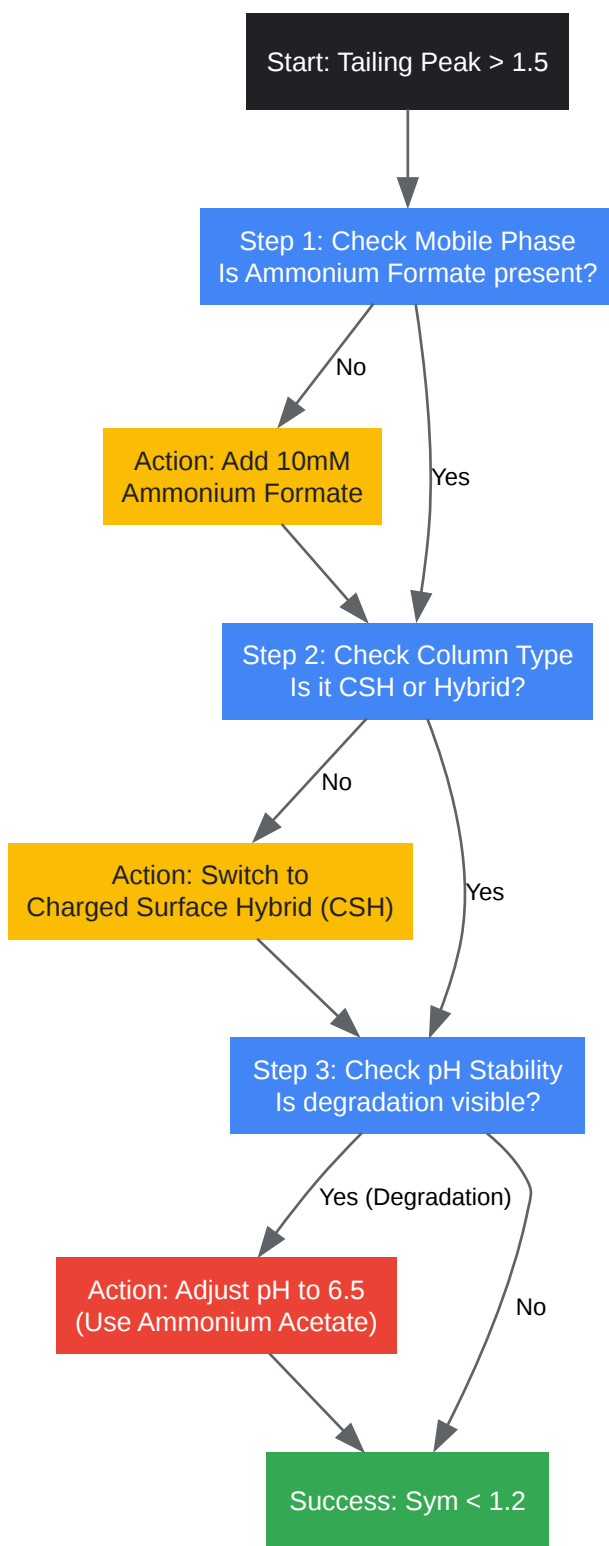 Start: Tailing Peak > 1.5
Step 1: Check Mobile Phase
Is Ammonium Formate present?
No
Action: Add 10mM
Ammonium Formate
Yes
Step 2: Check Column Type
Is it CSH or Hybrid?
No
Action: Switch to
Charged Surface Hybrid (CSH)
Yes
Step 3: Check pH Stability
Is degradation visible?
Yes (Degradation)
Action: Adjust pH to 6.5
(Use Ammonium Acetate)
No
Success: Sym < 1.2